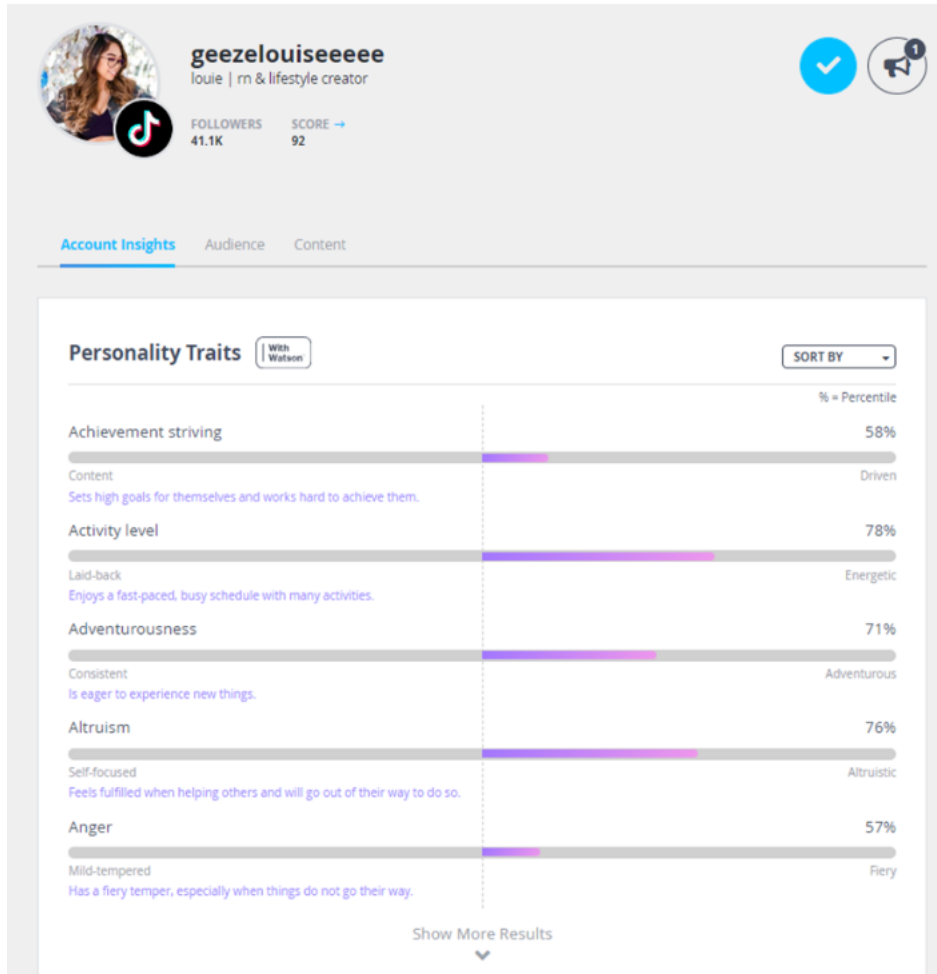 geezelouiseeeee
louie | rn & lifestyle creator
1
FOLLOWERS SCORE →
41.1K 92
Account Insights Audience Content
Personality Traits With Watson SORT BY
% = Percentile
Achievement striving 58%
Content Driven
Sets high goals for themselves and works hard to achieve them.
Activity level 78%
Laid-back Energetic
Enjoys a fast-paced, busy schedule with many activities.
Adventurousness 71%
Consistent Adventurous
Is eager to experience new things.
Altruism 76%
Self-focused Altruistic
Feels fulfilled when helping others and will go out of their way to do so.
Anger 57%
Mild-tempered Fiery
Has a fiery temper, especially when things do not go their way.
Show More Results